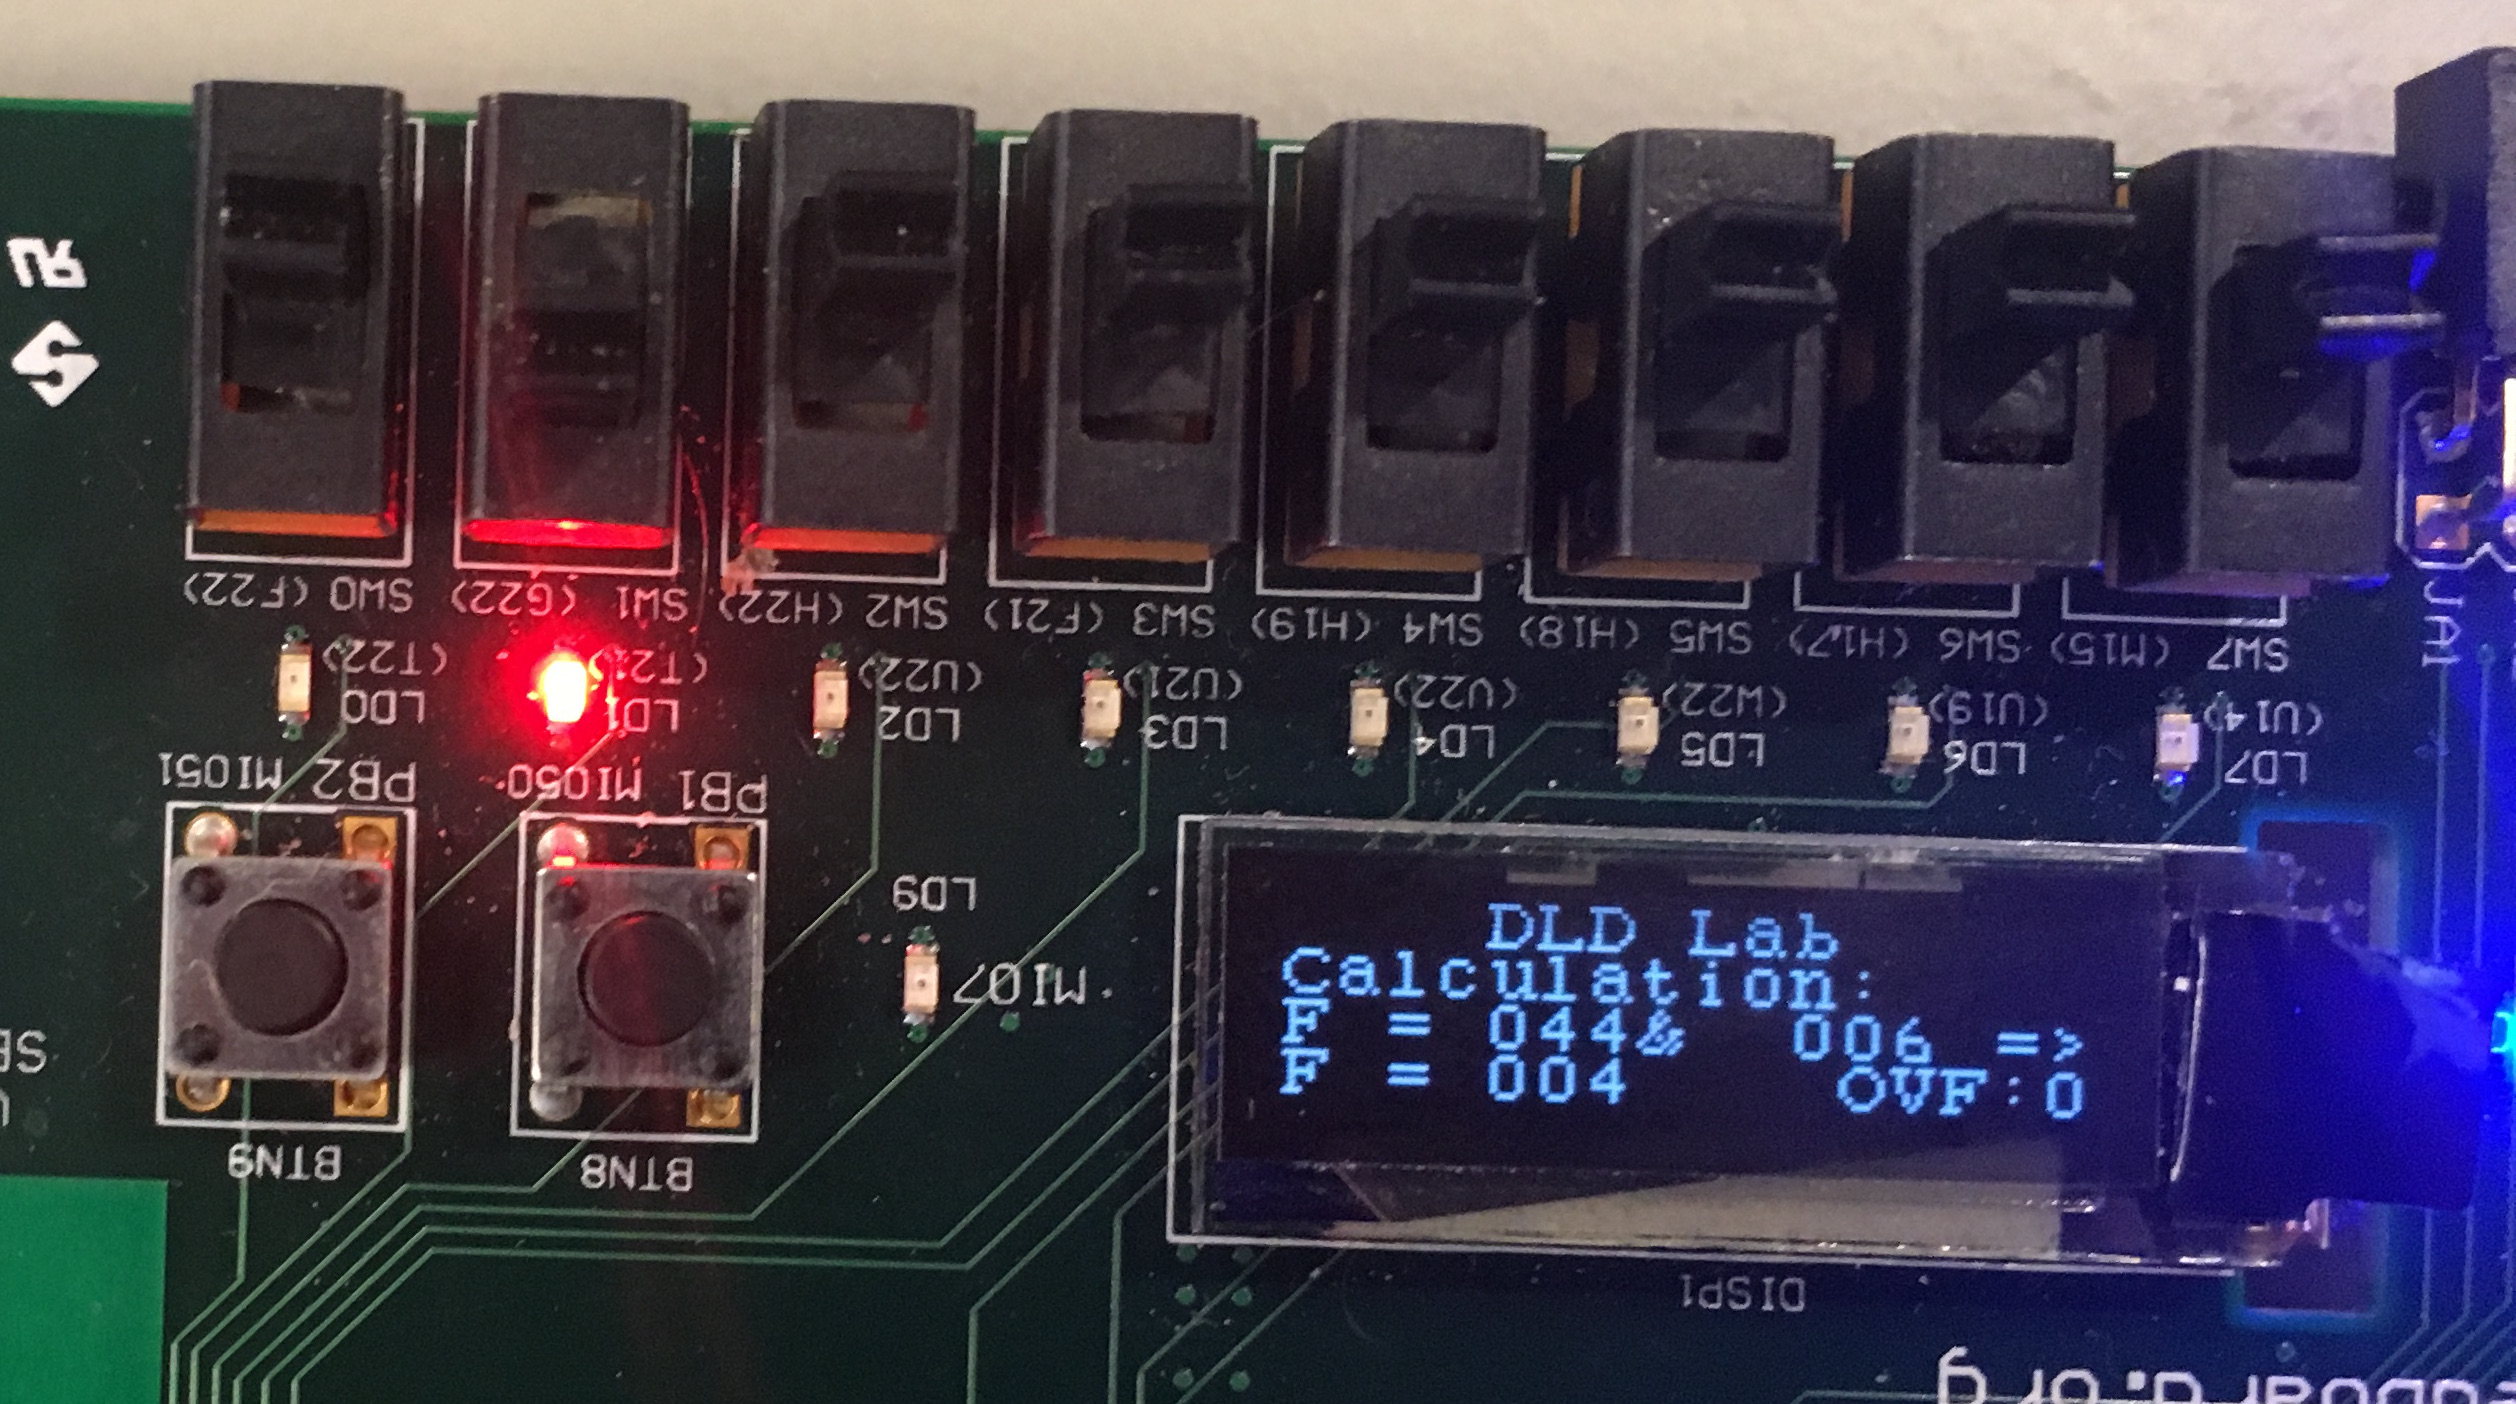 SW0 (F22)
SW1 (G22)
SW2 (H22)
SW3 (F21)
SW4 (H19)
SW5 (H18)
SW6 (H17)
SW7 (M15)
JA1
LD0
(T22)
LD1
(T21)
LD2
(U22)
LD3
(U21)
LD4
(V22)
LD5
(W22)
LD6
(U19)
LD7
(U14)
PB2 MIO51
PB1 MIO50
BTN9
BTN8
LD9
MIO7
DLD Lab
Calculation:
F = 044& 006 =>
F = 004 OVF:0
DISP1